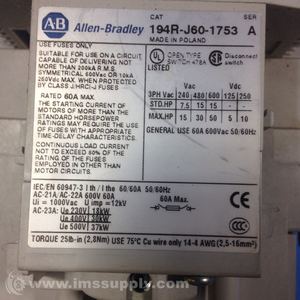 AB Allen-Bradley
CAT SER
194R-J60-1753 A
MADE IN POLAND
USE FUSES ONLY
SUITABLE FOR USE ON A CIRCUIT
CAPABLE OF DELIVERING NOT
MORE THAN 200kA R.M.S.
SYMMETRICAL 600Vac OR 10kA
250Vdc MAX WHEN PROTECTED
BY CLASS J/HRCI-J FUSES
UL OPEN TYPE
SWITCH 47BA
Disconnect
switch
RATED 60A MAX.
THE STARTING CURRENT OF
MOTORS OF MORE THAN THE
STANDARD HORSEPOWER
RATINGS MAY REQUIRE THE
USE OF FUSES WITH APPROPRIATE
TIME-DELAY CHARACTERISTICS.
3PH Vac 240 480 600 Vdc 125 250
STD.HP 7.5 15 15 - -
MAX HP 15 30 50 5 10
GENERAL USE 60A 600Vac 50/60Hz
CONTINUOUS LOAD CURRENT
NOT TO EXCEED 80% OF
THE RATING OF FUSES
EMPLOYED IN OTHER THAN
MOTOR CIRCUITS.
IEC/EN 60947-3 I th / I the 60/60A 50/60Hz
AC-21A, AC-22A 600V 60A
Ui = 1000Vac U imp = 12kV
AC-23A: Ue 230V 18kW
Ue 400V 30kW
Ue 500V 37kW
60A Max.
TORQUE 25lb-in (2,8Nm) USE 75°C Cu wire only 14-4 AWG (2,5-16mm²)
www.imssupply.com